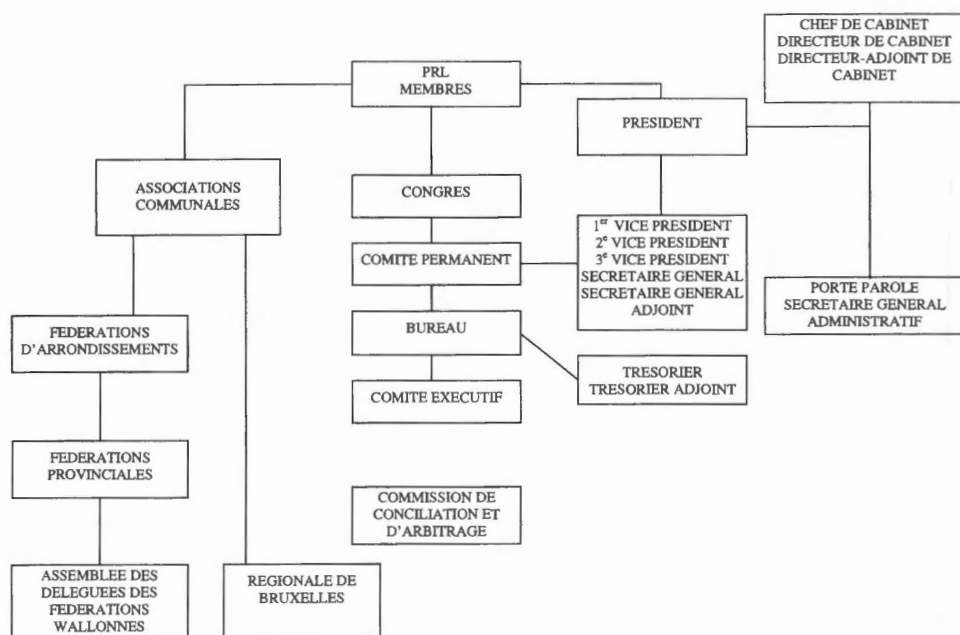 CHEF DE CABINET
DIRECTEUR DE CABINET
DIRECTEUR-ADJOINT DE
CABINET
PRL
MEMBRES
PRESIDENT
ASSOCIATIONS
COMMUNALES
CONGRES
1er VICE PRESIDENT
2e VICE PRESIDENT
3e VICE PRESIDENT
SECRETAIRE GENERAL
SECRETAIRE GENERAL
ADJOINT
COMITE PERMANENT
PORTE PAROLE
SECRETAIRE GENERAL
ADMINISTRATIF
FEDERATIONS
D'ARRONDISSEMENTS
BUREAU
TRESORIER
TRESORIER ADJOINT
COMITE EXECUTIF
FEDERATIONS
PROVINCIALES
COMMISSION DE
CONCILIATION ET
D'ARBITRAGE
ASSEMBLEE DES
DELEGUEES DES
FEDERATIONS
WALLONNES
REGIONALE DE
BRUXELLES